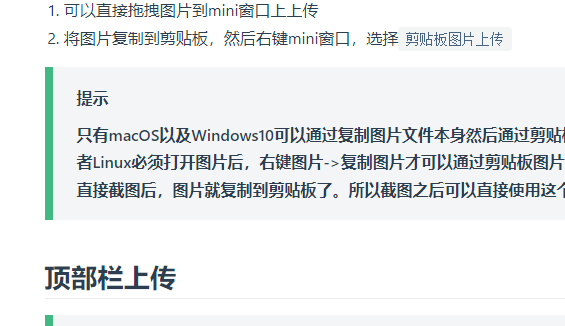 1. 可以直接拖拽图片到mini窗口上上传
2. 将图片复制到剪贴板，然后右键mini窗口，选择 剪贴板图片上传
提示
只有macOS以及Windows10可以通过复制图片文件本身然后通过剪贴
者Linux必须打开图片后，右键图片->复制图片才可以通过剪贴板图片
直接截图后，图片就复制到剪贴板了。所以截图之后可以直接使用这个
顶部栏上传